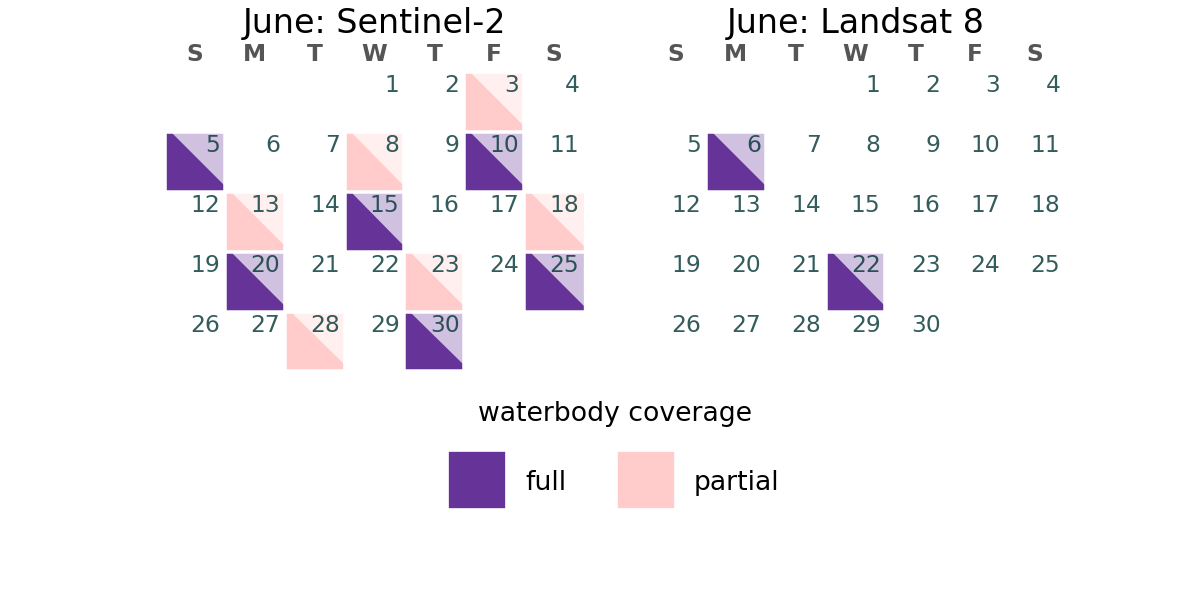 June: Sentinel-2
S M T W T F S
1 2 3 4
5 6 7 8 9 10 11
12 13 14 15 16 17 18
19 20 21 22 23 24 25
26 27 28 29 30
June: Landsat 8
S M T W T F S
1 2 3 4
5 6 7 8 9 10 11
12 13 14 15 16 17 18
19 20 21 22 23 24 25
26 27 28 29 30
waterbody coverage
full partial